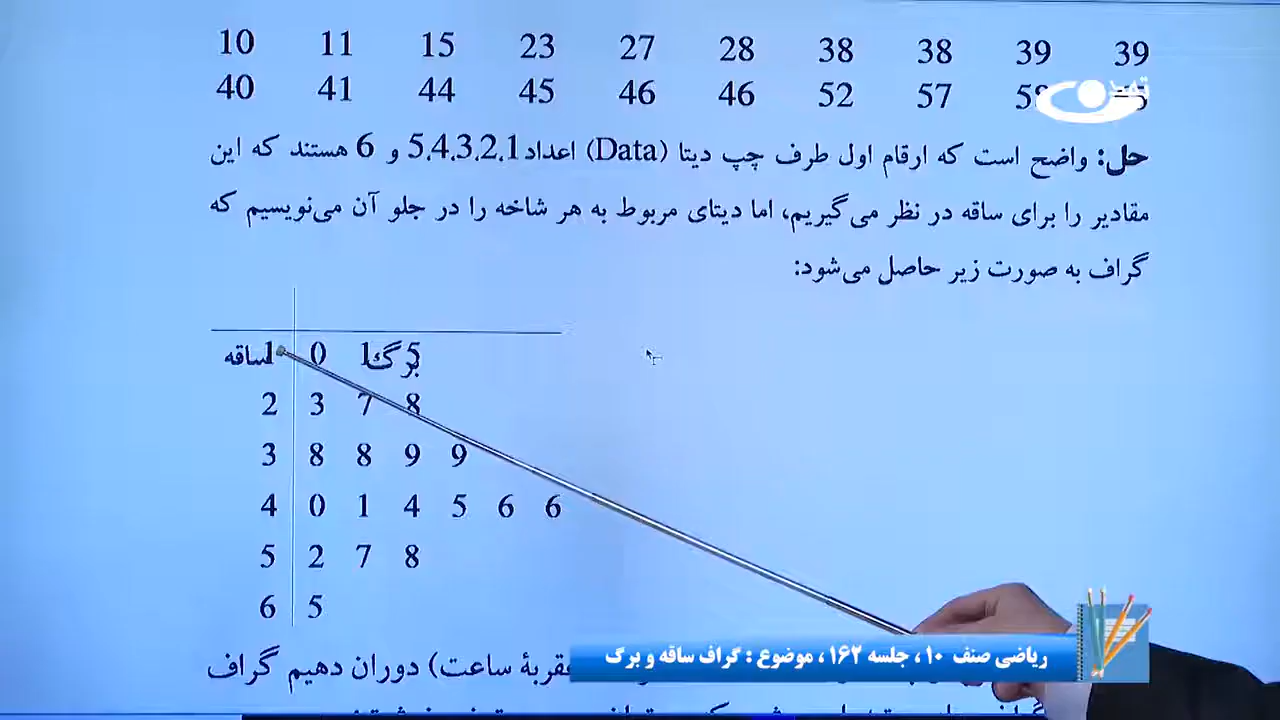 10 11 15 23 27 28 38 38 39 39
40 41 44 45 46 46 52 57
حل: واضح است که ارقام اول طرف چپ دیتا (Data) اعداد 5،4،3،2،1 و 6 هستند که این
مقادیر را برای ساقه در نظر می‌گیریم، اما دیتای مربوط به هر شاخه را در جلو آن می‌نویسیم که
گراف به صورت زیر حاصل می‌شود:
ساقه برگ
1 0 1 5
2 3 7 8
3 8 8 9 9
4 0 1 4 5 6 6
5 2 7 8
6 5
عقربهٔ ساعت) دوران دهیم گراف
ریاضی صنف ۱۰ ، جلسه ۱۶۲ ، موضوع : گراف ساقه و برگ